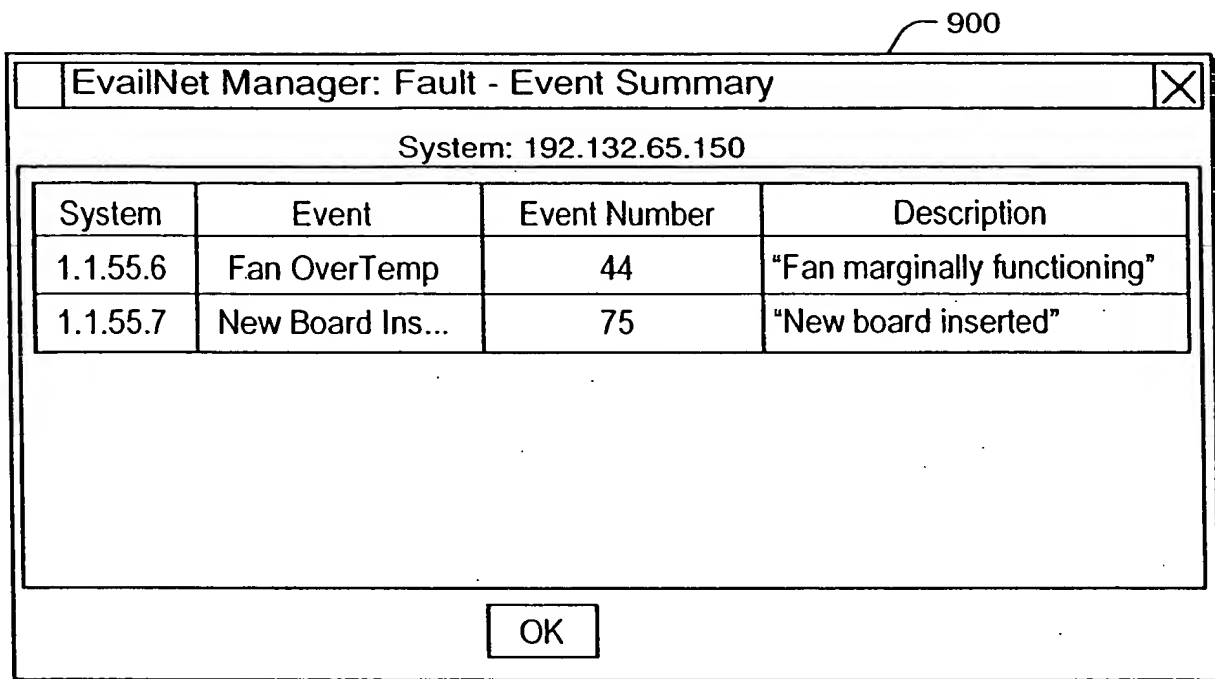 900
EvailNet Manager: Fault - Event Summary
System: 192.132.65.150
System Event Event Number Description
1.1.55.6 Fan OverTemp 44 "Fan marginally functioning"
1.1.55.7 New Board Ins... 75 "New board inserted"
OK